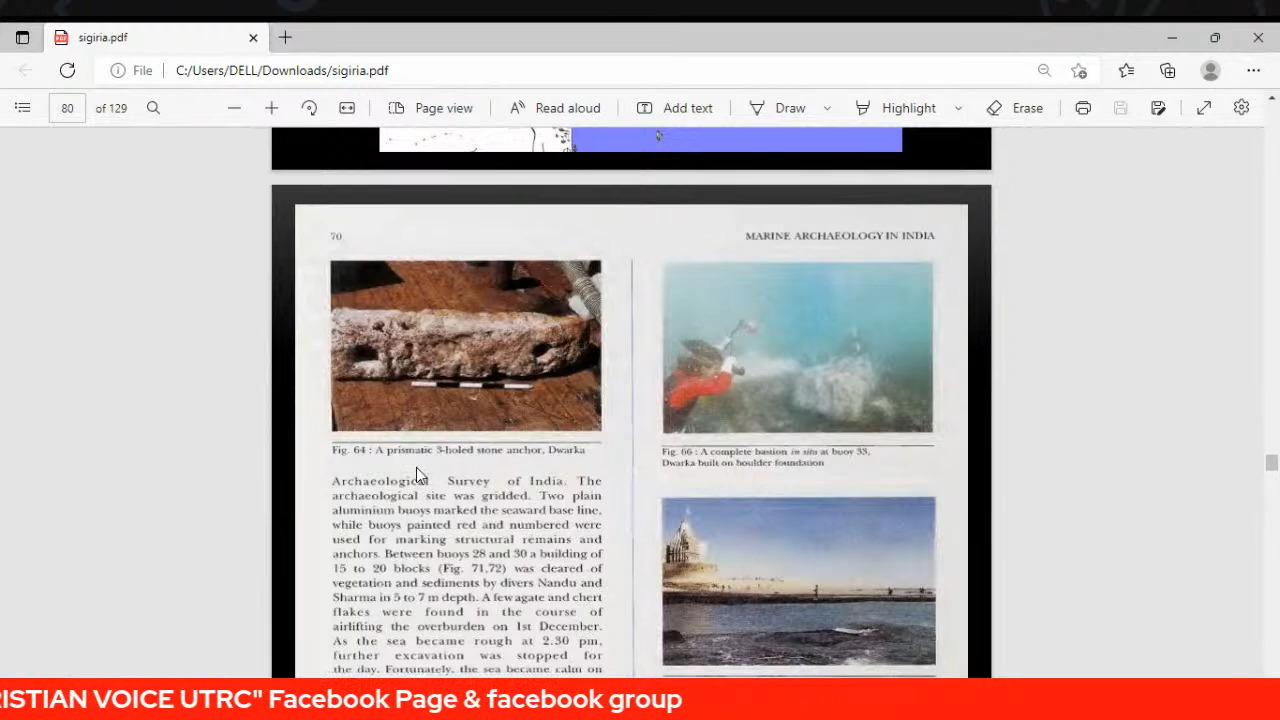 sigiria.pdf
File
C:/Users/DELL/Downloads/sigiria.pdf
80
of 129
Page view
Read aloud
Add text
Draw
Highlight
Erase
70
MARINE ARCHAEOLOGY IN INDIA
Fig. 64 : A prismatic 3-holed stone anchor, Dwarka
Archaeological Survey of India. The
archaeological site was gridded. Two plain
aluminium buoys marked the seaward base line,
while buoys painted red and numbered were
used for marking structural remains and
anchors. Between buoys 28 and 30 a building of
15 to 20 blocks (Fig. 71,72) was cleared of
vegetation and sediments by divers Nandu and
Sharma in 5 to 7 m depth. A few agate and chert
flakes were found in the course of
airlifting the overburden on 1st December.
As the sea became rough at 2.30 pm,
further excavation was stopped for
the day. Fortunately, the sea became calm on
Fig. 66 : A complete bastion in situ at buoy 33,
Dwarka built on boulder foundation
RISTIAN VOICE UTRC" Facebook Page & facebook group